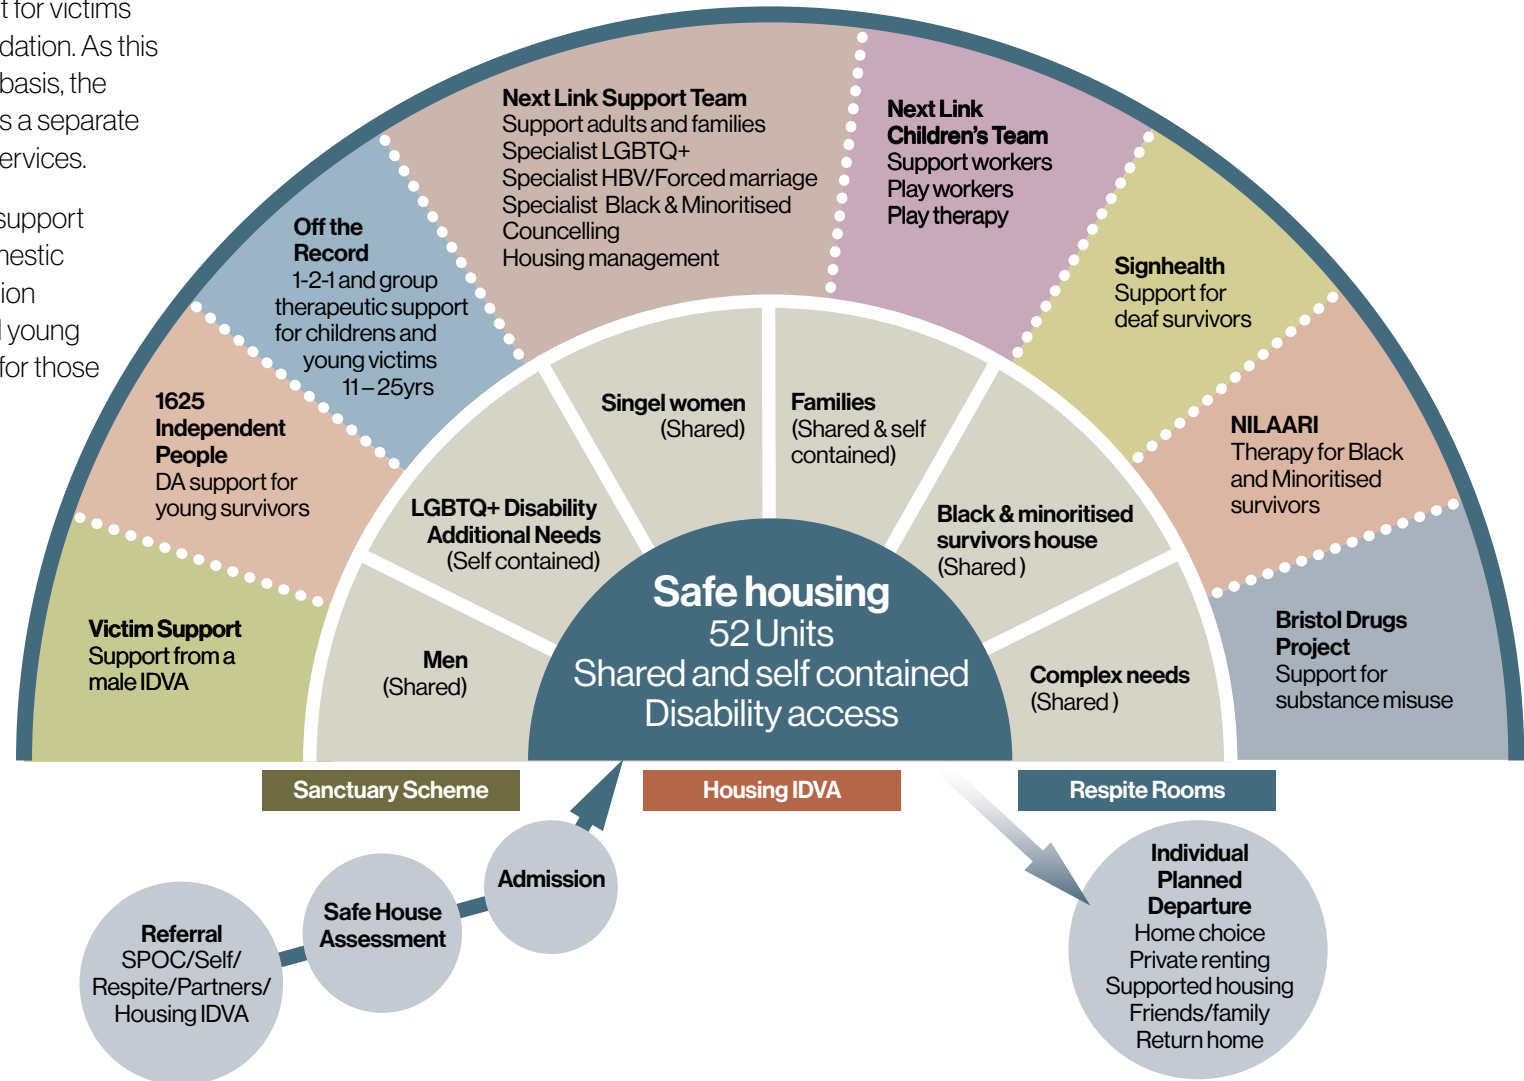 t for victims
dation. As this
basis, the
s a separate
ervices.
support
nestic
ion
l young
for those
Next Link Support Team
Support adults and families
Specialist LGBTQ+
Specialist HBV/Forced marriage
Specialist Black & Minoritised
Councelling
Housing management
Next Link
Children's Team
Support workers
Play workers
Play therapy
Off the
Record
1-2-1 and group
therapeutic support
for childrens and
young victims
11 – 25yrs
Signhealth
Support for
deaf survivors
1625
Independent
People
DA support for
young survivors
NILAARI
Therapy for Black
and Minoritised
survivors
Victim Support
Support from a
male IDVA
Bristol Drugs
Project
Support for
substance misuse
Men
(Shared)
LGBTQ+ Disability
Additional Needs
(Self contained)
Singel women
(Shared)
Families
(Shared & self
contained)
Black & minoritised
survivors house
(Shared )
Complex needs
(Shared )
Safe housing
52 Units
Shared and self contained
Disability access
Sanctuary Scheme
Housing IDVA
Respite Rooms
Referral
SPOC/Self/
Respite/Partners/
Housing IDVA
Safe House
Assessment
Admission
Individual
Planned
Departure
Home choice
Private renting
Supported housing
Friends/family
Return home